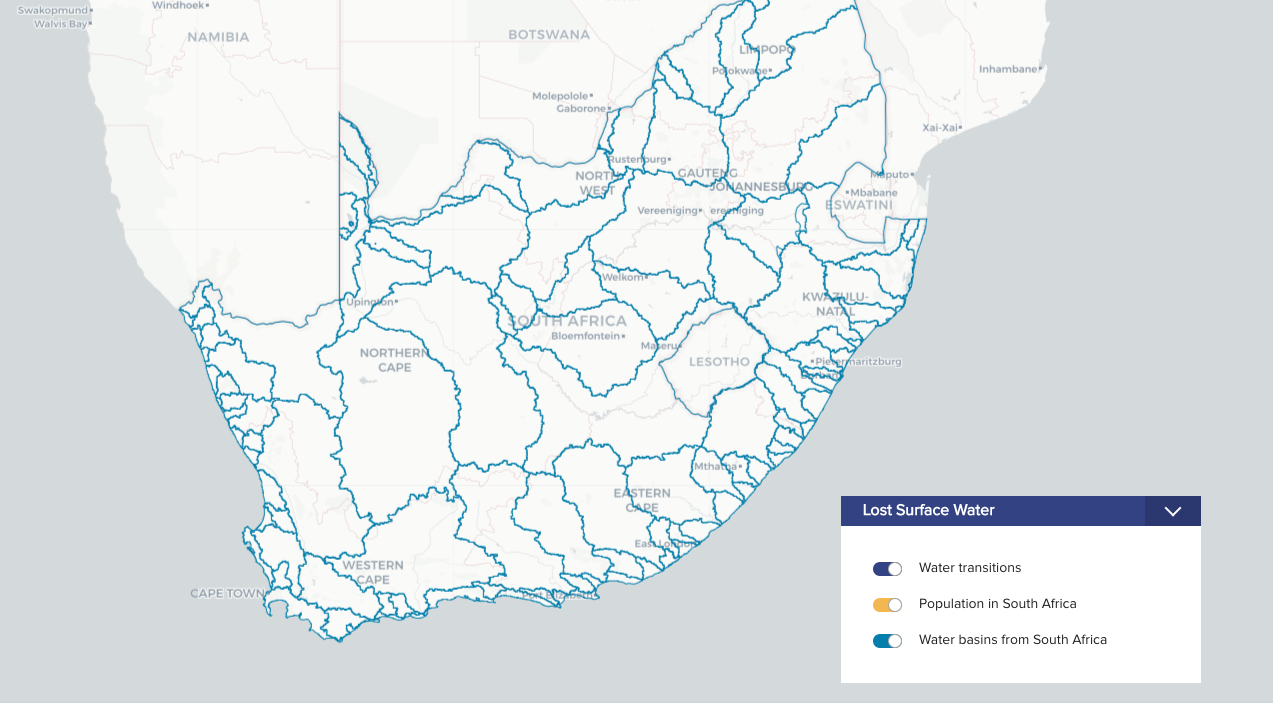 Swakopmund
Windhoek
Walvis Bay
NAMIBIA
BOTSWANA
LIMPOPO
Polokwane
Inhambane
Molepolole
Gaborone
Xai-Xai
Rustenburg
NORTH
WEST
GAUTENG
JOHANNESBURG
Maputo
Mbabane
ESWATINI
Vereeniging
ereeniging
Welkom
Upington
KWAZULU-
NATAL
SOUTH AFRICA
Bloemfontein
Maseru
LESOTHO
NORTHERN
CAPE
Pietermaritzburg
Durban
Mthatha
EASTERN
CAPE
East London
WESTERN
CAPE
CAPE TOWN
Port Elizabeth
Lost Surface Water
Water transitions
Population in South Africa
Water basins from South Africa